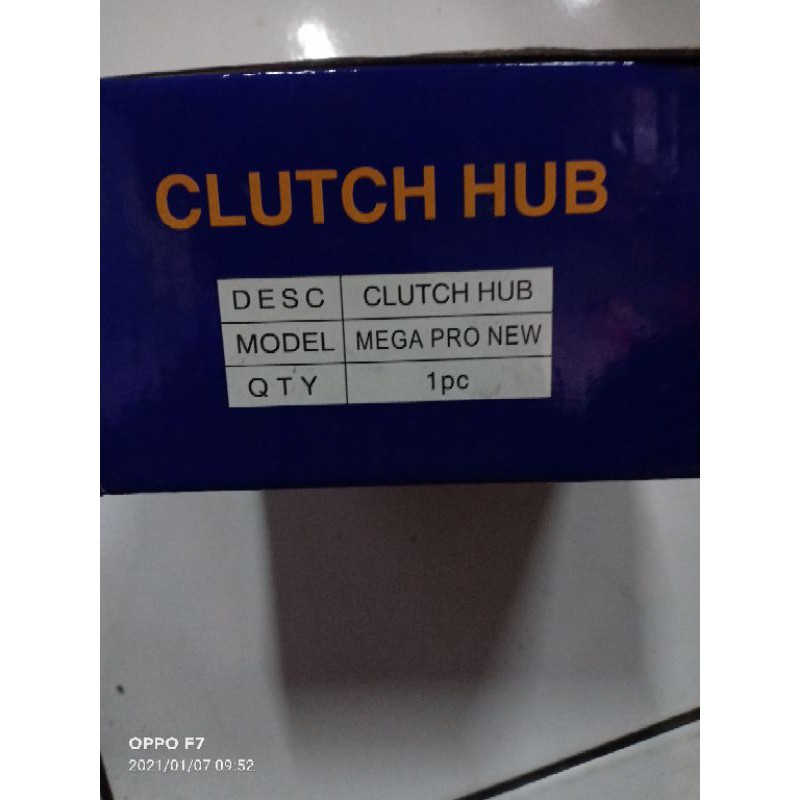 CLUTCH HUB
DESC CLUTCH HUB
MODEL MEGA PRO NEW
QTY 1pc
OPPO F7
2021/01/07 09:52